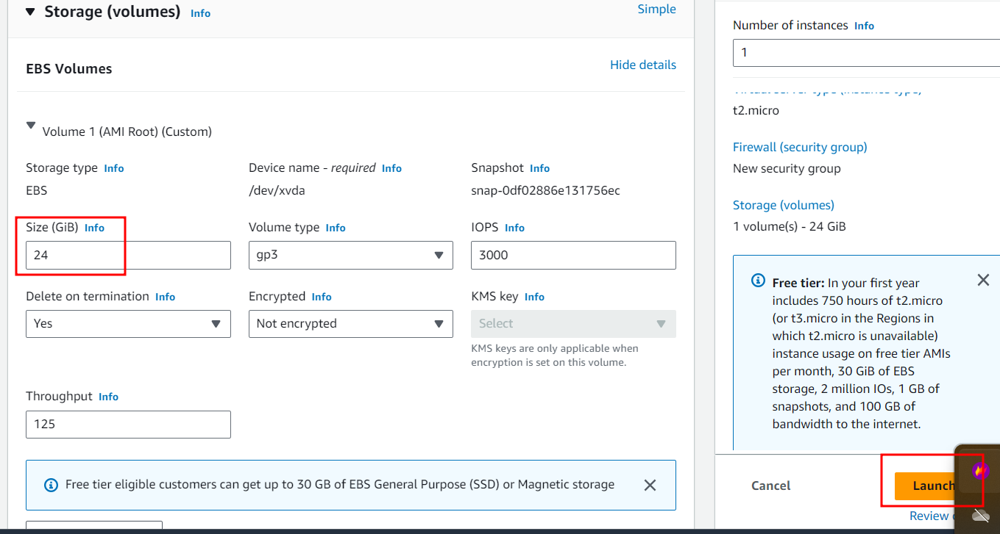 Storage (volumes) Info
Simple
EBS Volumes
Hide details
Volume 1 (AMI Root) (Custom)
Storage type Info
Device name - required Info
Snapshot Info
EBS
/dev/xvda
snap-0df02886e131756ec
Size (GiB) Info
Volume type Info
IOPS Info
24
gp3
3000
Delete on termination Info
Encrypted Info
KMS key Info
Yes
Not encrypted
Select
KMS keys are only applicable when
encryption is set on this volume.
Throughput Info
125
Free tier eligible customers can get up to 30 GB of EBS General Purpose (SSD) or Magnetic storage
Number of instances Info
1
Virtual server type (instance type)
t2.micro
Firewall (security group)
New security group
Storage (volumes)
1 volume(s) - 24 GiB
Free tier: In your first year
includes 750 hours of t2.micro
(or t3.micro in the Regions in
which t2.micro is unavailable)
instance usage on free tier AMIs
per month, 30 GiB of EBS
storage, 2 million IOs, 1 GB of
snapshots, and 100 GB of
bandwidth to the internet.
Cancel
Launch
Review